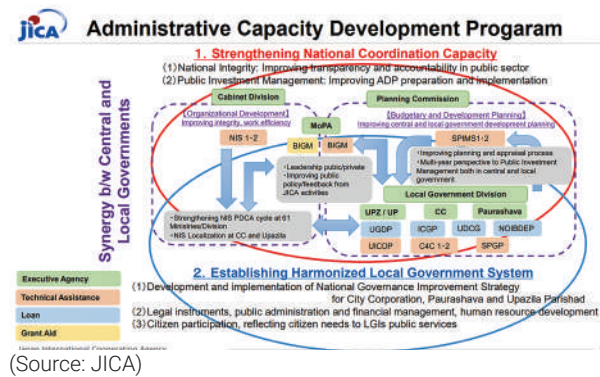 jica
Administrative Capacity Development Progaram
1. Strengthening National Coordination Capacity
(1)National Integrity: Improving transparency and accountability in public sector
(2)Public Investment Management: Improving ADP preparation and implementation
Synergy b/w Central and
Local Governments
Cabinet Division
Planning Commission
【Organizational Development】
Improving integrity, work efficiency
MoPA
【Budgetary and Development Planning】
Improving central and local government development planning
NIS 1~2
BIGM
BIGM
SPIMS1~2
•Leadership public/private
•Improving public
policy/feedback from
JICA activities
•Improving planning and appraisal process
•Multi-year perspective to Public Investment
Management both in central and local
government.
Local Government Division
UPZ / UP
CC
Paurashava
UGDP
ICGP
UDCG
NOIBDEP
UICDP
C4C 1~2
SPGP
•Strengthening NIS PDCA cycle at 61
Ministries/Division
•NIS Localization at CC and Upazila
2. Establishing Harmonized Local Government System
(1)Development and implementation of National Governance Improvement Strategy
for City Corporation, Paurashava and Upazila Parishad
(2)Legal instruments, public administration and financial management, human resource development
(3)Citizen participation, reflecting citizen needs to LGIs public services
Executive Agency
Technical Assistance
Loan
Grant Aid
Japan International Cooperation Agency
(Source: JICA)